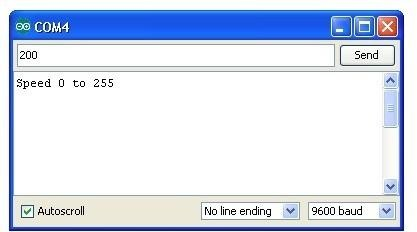 COM4
200
Send
Speed 0 to 255
Autoscroll
No line ending
9600 baud